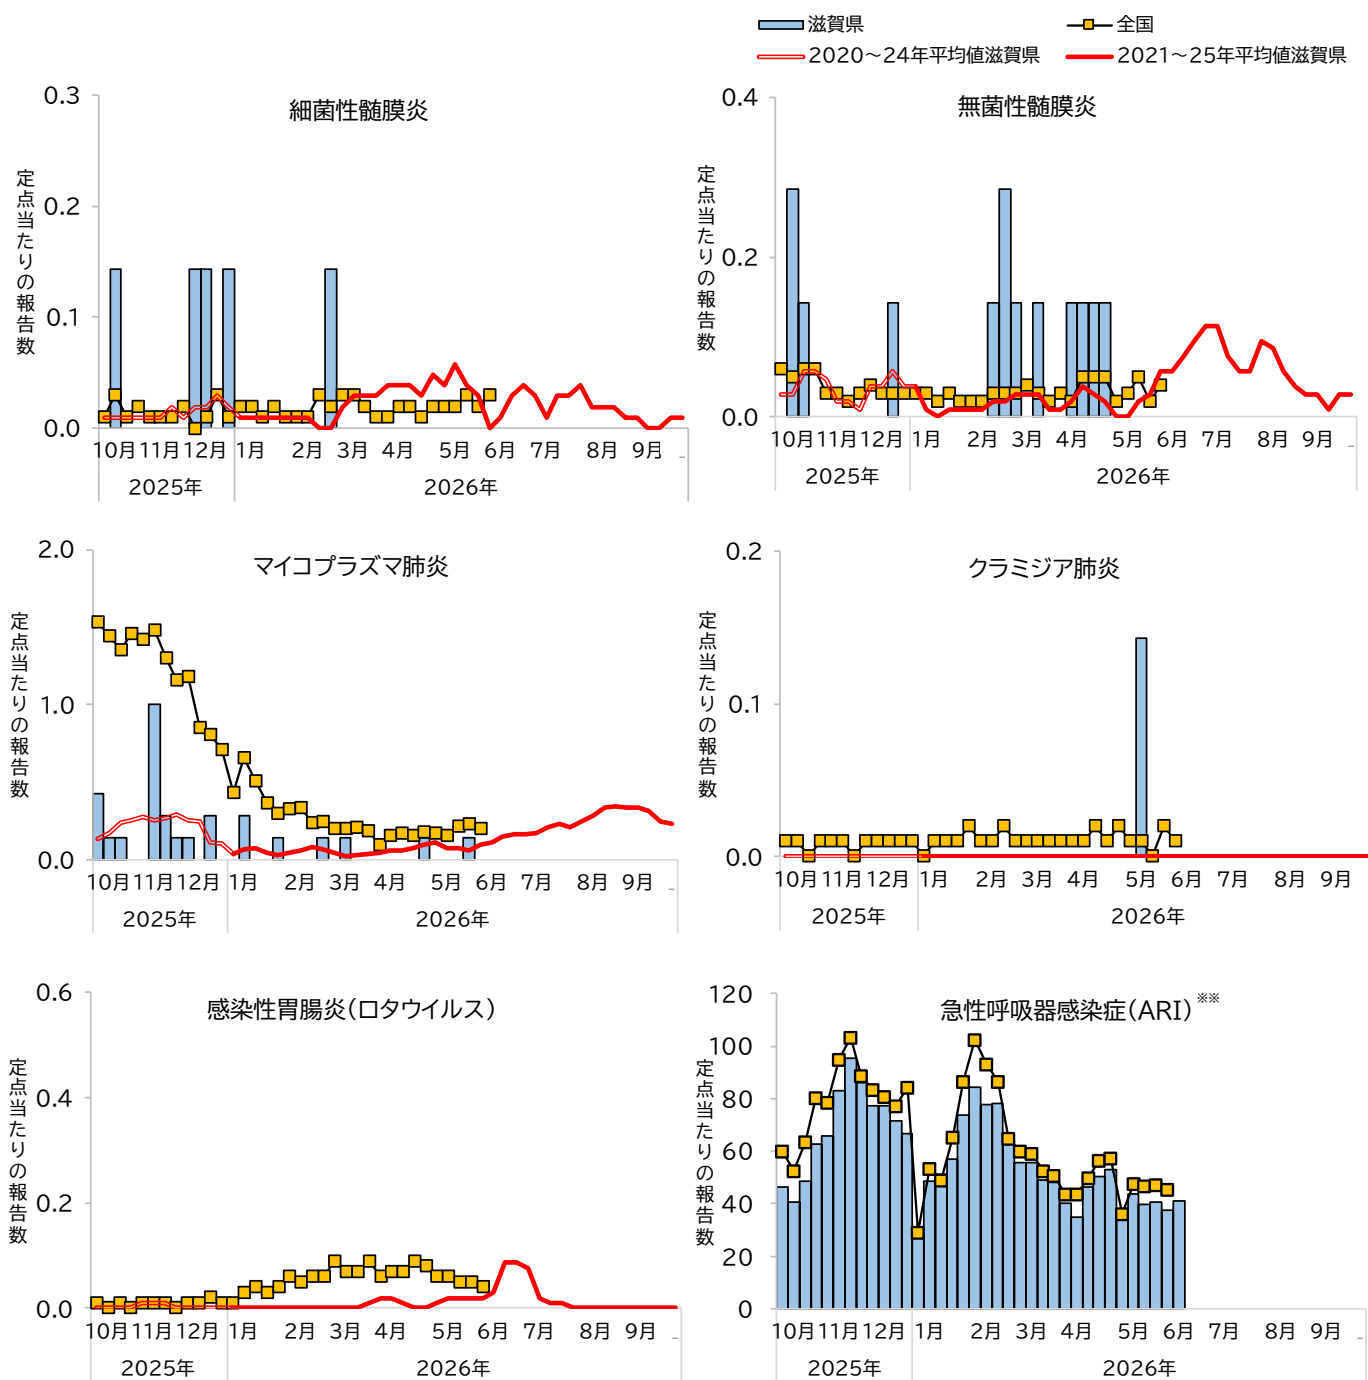 滋賀県 全国
2020～24年平均値滋賀県 2021～25年平均値滋賀県
細菌性髄膜炎
定点当たりの報告数
0.3
0.2
0.1
0.0
10月 11月 12月 1月 2月 3月 4月 5月 6月 7月 8月 9月 ..
2025年 2026年
無菌性髄膜炎
定点当たりの報告数
0.4
0.2
0.0
10月 11月 12月 1月 2月 3月 4月 5月 6月 7月 8月 9月 ..
2025年 2026年
マイコプラズマ肺炎
定点当たりの報告数
2.0
1.0
0.0
10月 11月 12月 1月 2月 3月 4月 5月 6月 7月 8月 9月 ..
2025年 2026年
クラミジア肺炎
定点当たりの報告数
0.2
0.1
0.0
10月 11月 12月 1月 2月 3月 4月 5月 6月 7月 8月 9月
2025年 2026年
感染性胃腸炎(ロタウイルス)
定点当たりの報告数
0.6
0.4
0.2
0.0
10月 11月 12月 1月 2月 3月 4月 5月 6月 7月 8月 9月 ..
2025年 2026年
急性呼吸器感染症(ARI)※※
定点当たりの報告数
120
100
80
60
40
20
0
10月 11月 12月 1月 2月 3月 4月 5月 6月 7月 8月 9月 ..
2025年 2026年